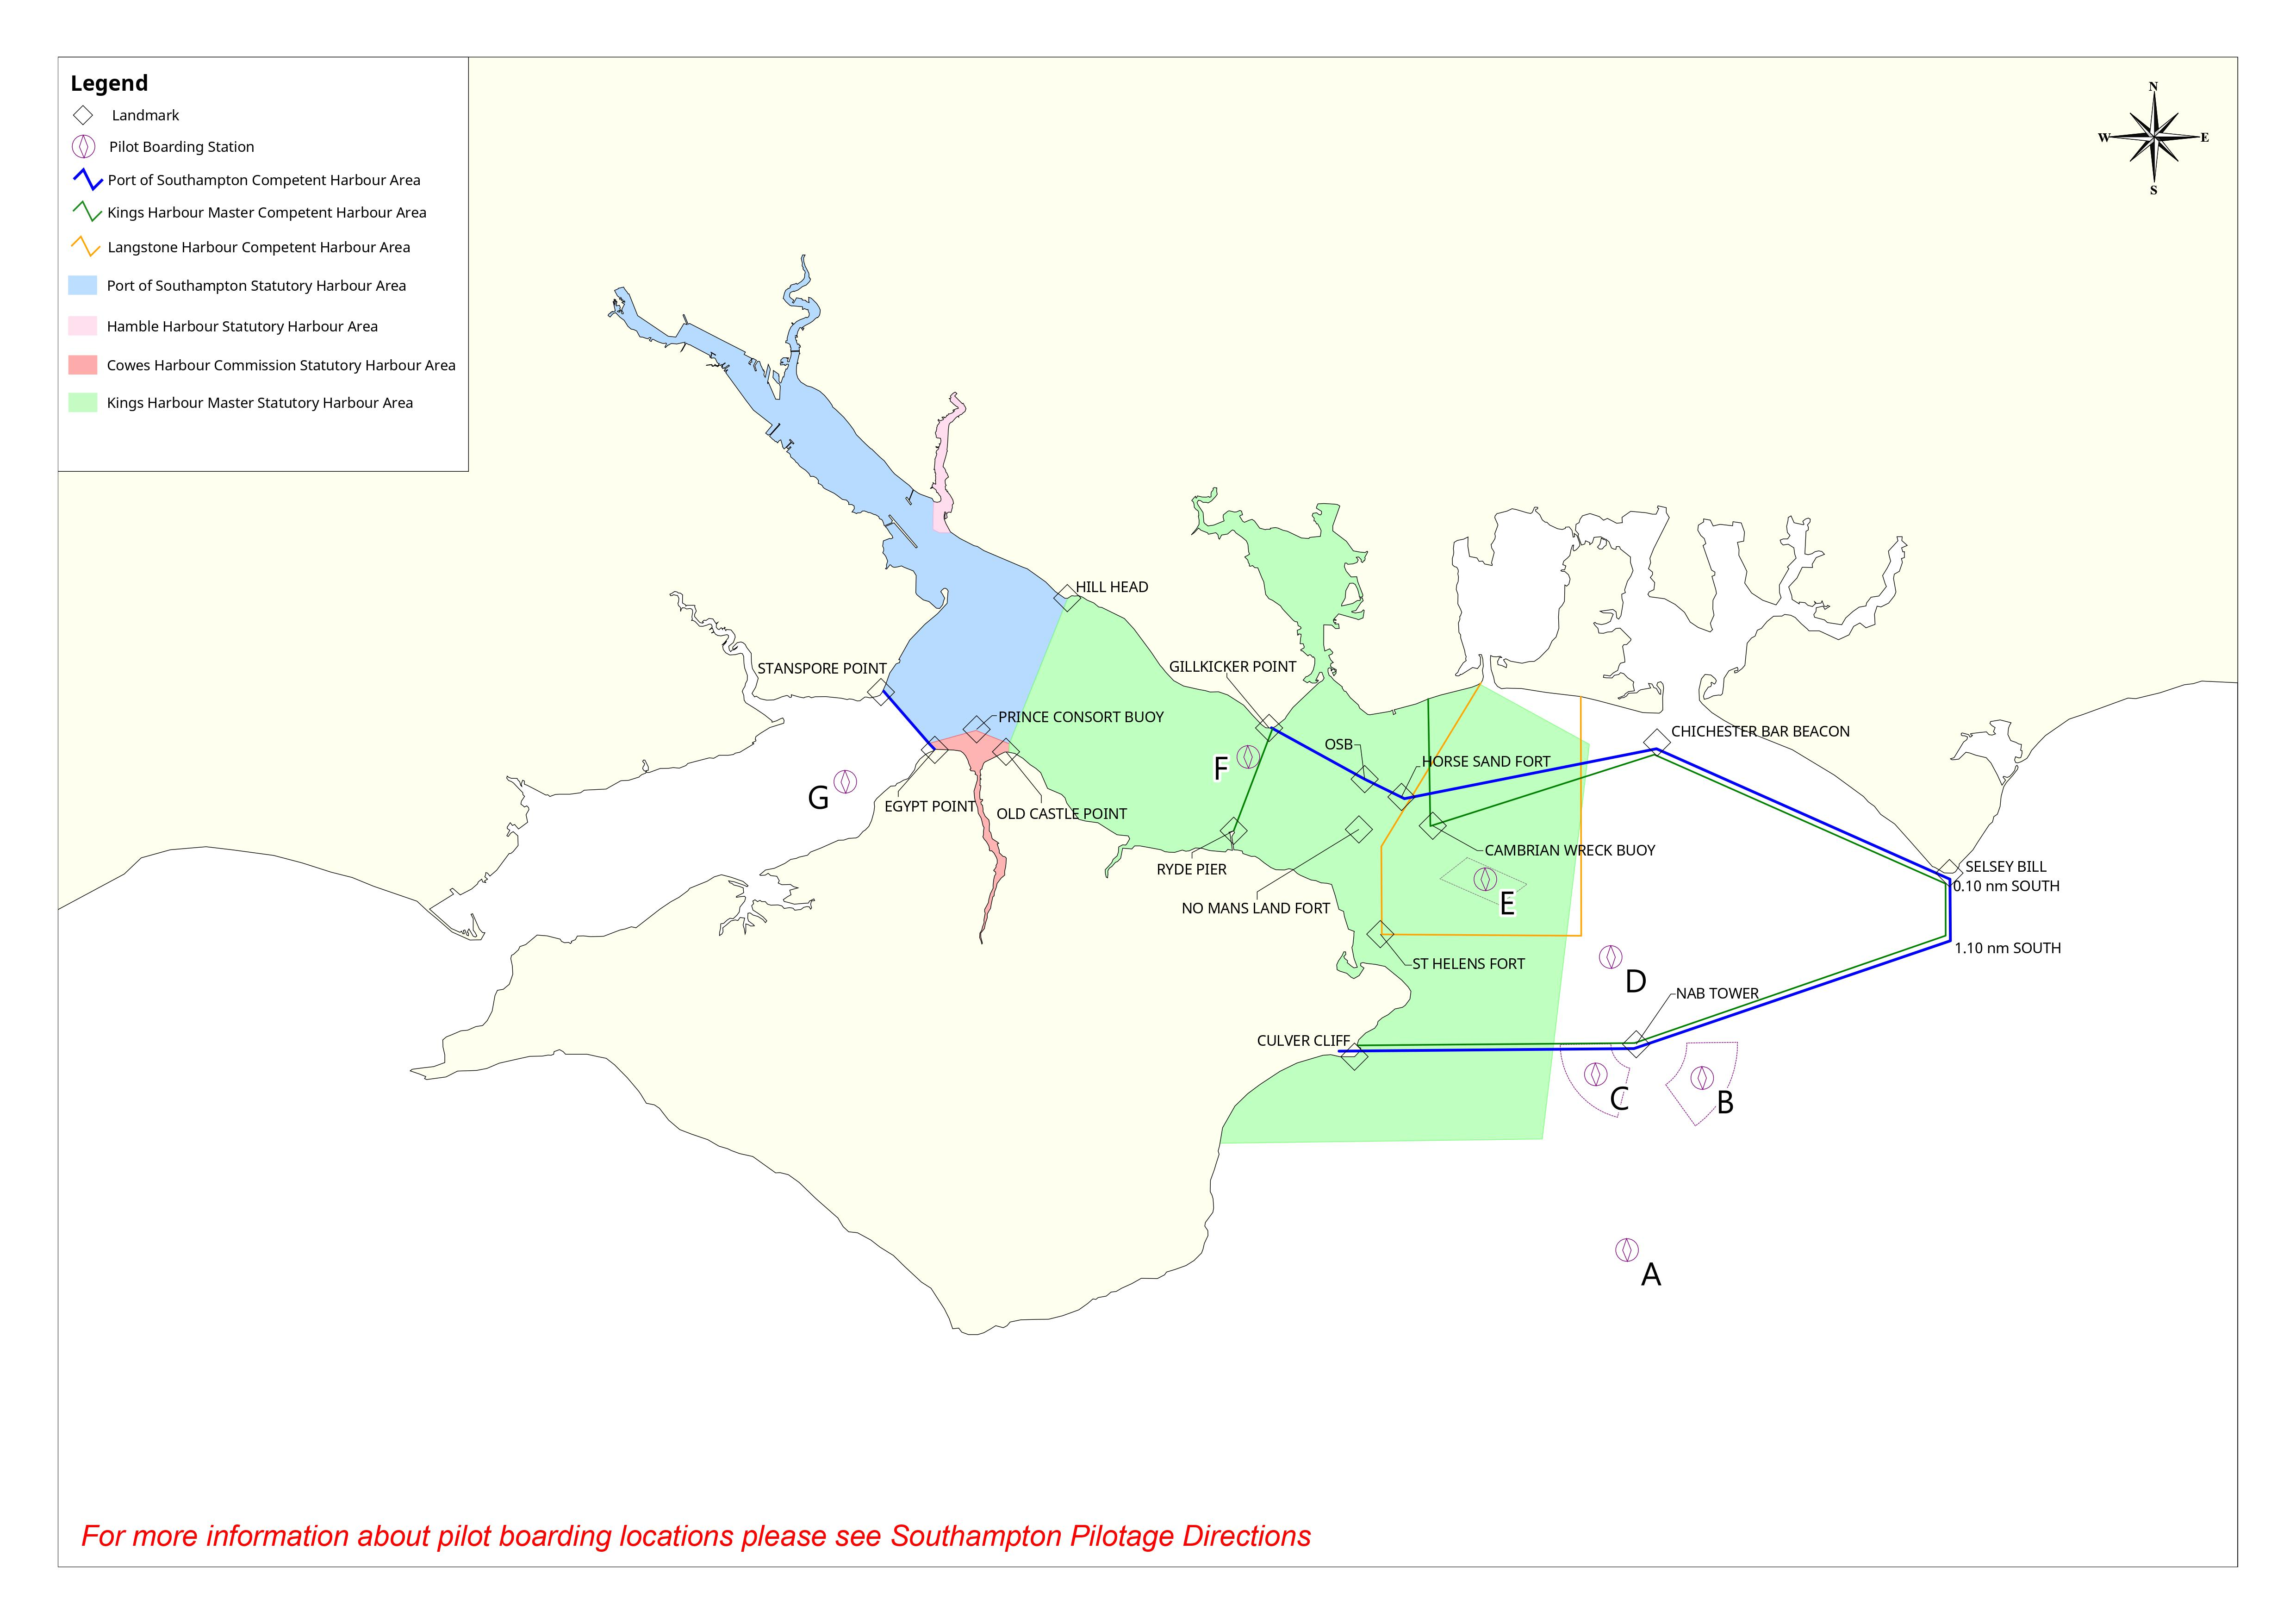 Legend
Landmark
Pilot Boarding Station
Port of Southampton Competent Harbour Area
Kings Harbour Master Competent Harbour Area
Langstone Harbour Competent Harbour Area
Port of Southampton Statutory Harbour Area
Hamble Harbour Statutory Harbour Area
Cowes Harbour Commission Statutory Harbour Area
Kings Harbour Master Statutory Harbour Area
N
W E
S
HILL HEAD
STANSPORE POINT
GILLKICKER POINT
PRINCE CONSORT BUOY
CHICHESTER BAR BEACON
OSB
HORSE SAND FORT
F
G
EGYPT POINT
OLD CASTLE POINT
CAMBRIAN WRECK BUOY
RYDE PIER
SELSEY BILL
0.10 nm SOUTH
E
NO MANS LAND FORT
1.10 nm SOUTH
ST HELENS FORT
D
NAB TOWER
CULVER CLIFF
C
B
A
For more information about pilot boarding locations please see Southampton Pilotage Directions